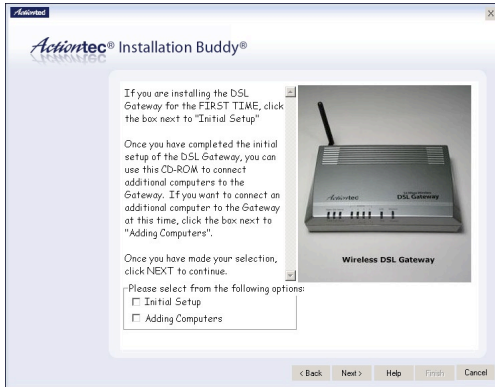 Actiontec
Actiontec® Installation Buddy®
If you are installing the DSL
Gateway for the FIRST TIME, click
the box next to "Initial Setup"
Once you have completed the initial
setup of the DSL Gateway, you can
use this CD-ROM to connect
additional computers to the
Gateway. If you want to connect an
additional computer to the Gateway
at this time, click the box next to
"Adding Computers".
Once you have made your selection,
click NEXT to continue.
Actiontec
DSL Gateway
Wireless DSL Gateway
Please select from the following options:
Initial Setup
Adding Computers
< Back Next > Help Finish Cancel